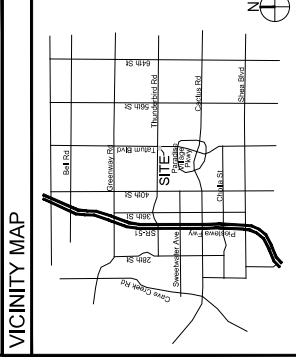 VICINITY MAP
N
64th St
56th St
Thunderbird Rd
Tatum Blvd
Bell Rd
Greenway Rd
Cactus Rd
Shea Blvd
SITE
Paradise
Village
Pkwy
40th St
Cholla St
36th St
SR-51
Piestewa Fwy
28th St
Sweetwater Ave
Cave Creek Rd